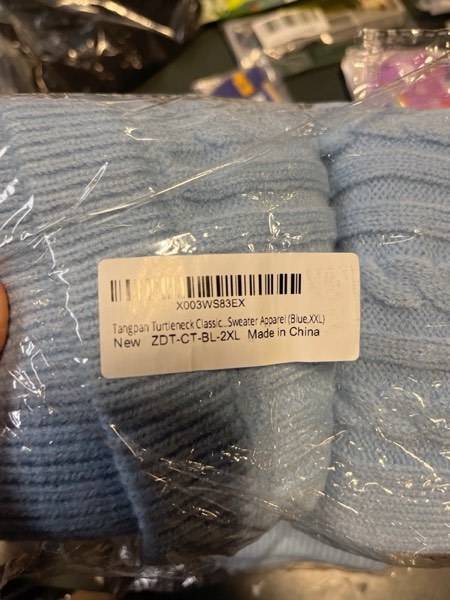 X003WS83EX
Tangpan Turtleneck Classic...Sweater Apparel (Blue,XXL)
New ZDT-CT-BL-2XL Made in China